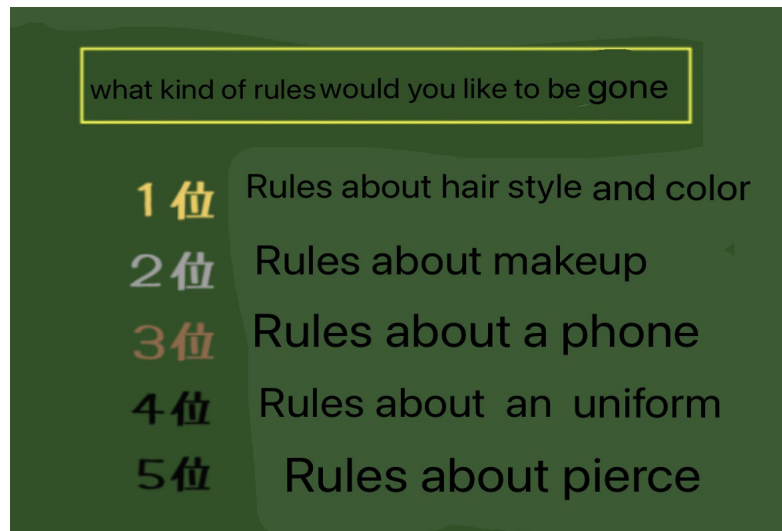 what kind of rules would you like to be gone
1位 Rules about hair style and color
2位 Rules about makeup
3位 Rules about a phone
4位 Rules about an uniform
5位 Rules about pierce